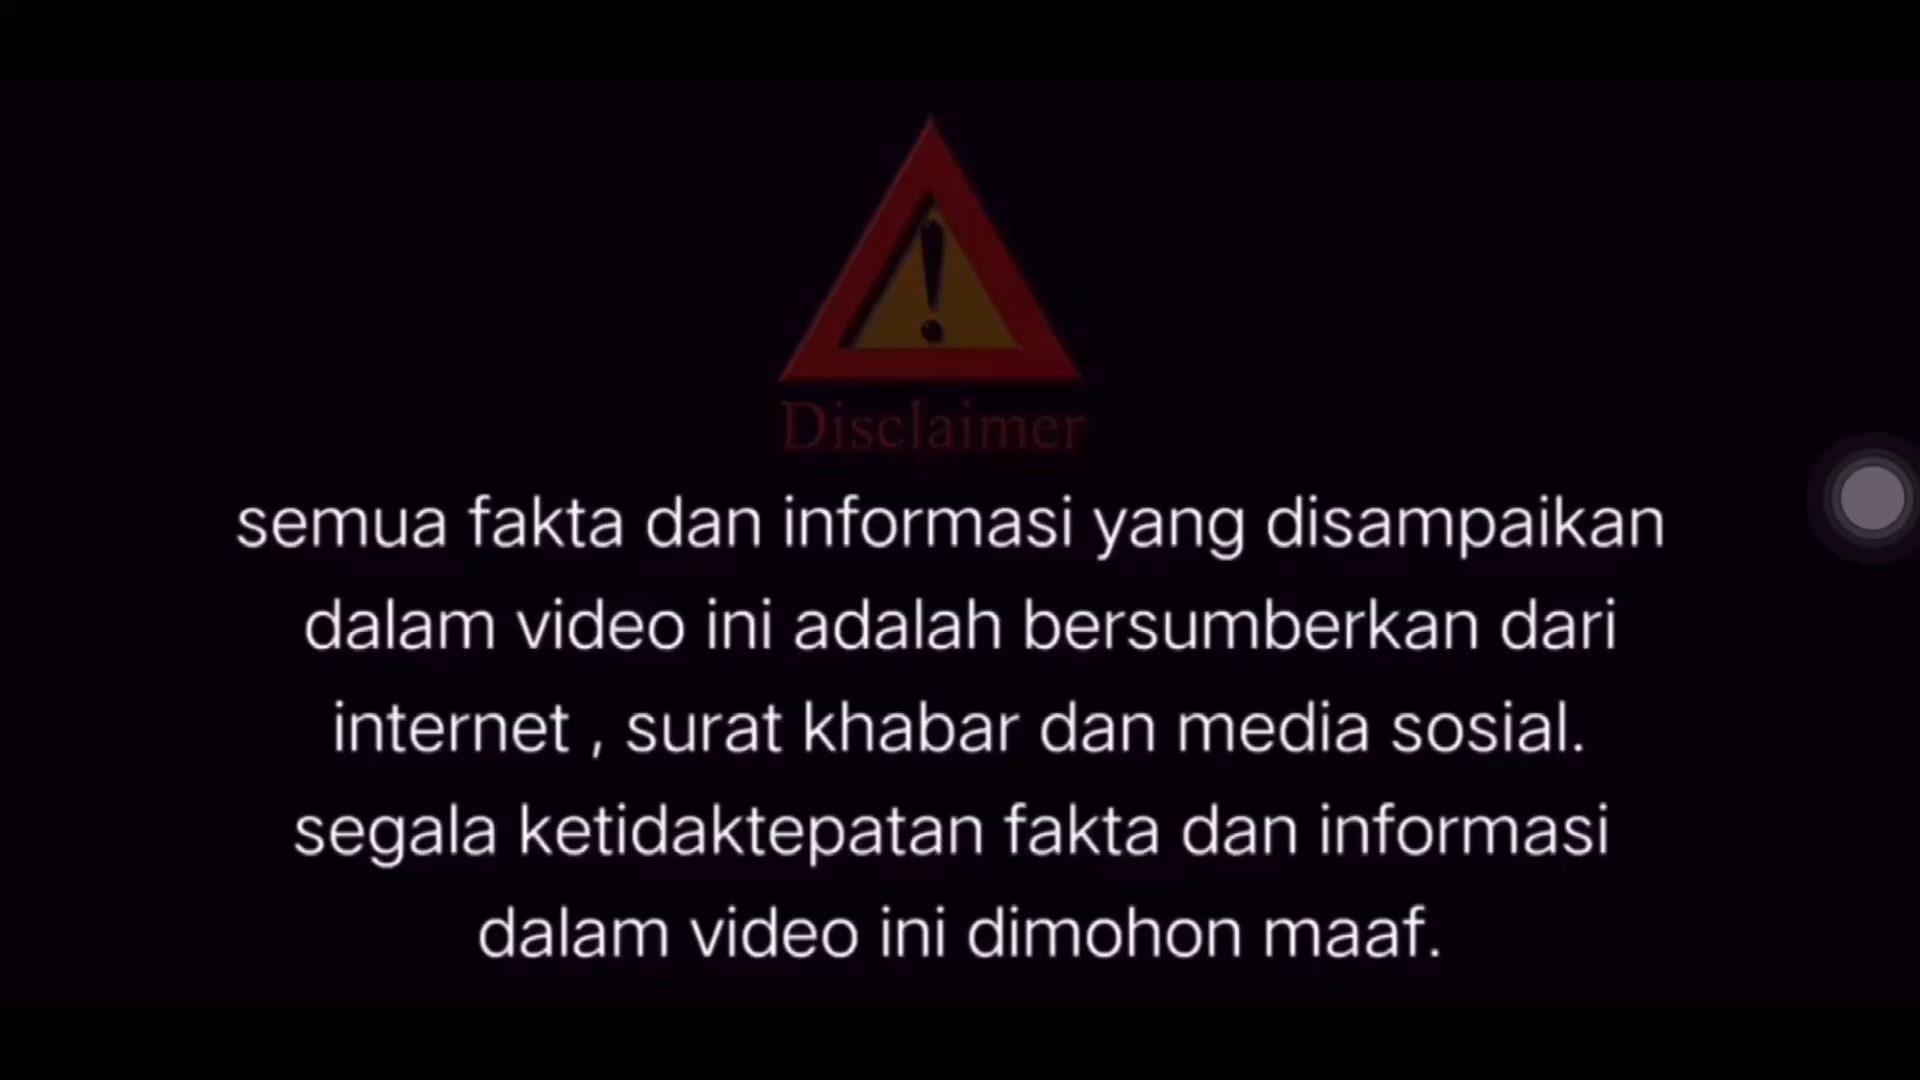 Disclaimer
semua fakta dan informasi yang disampaikan
dalam video ini adalah bersumberkan dari
internet , surat khabar dan media sosial.
segala ketidaktepatan fakta dan informasi
dalam video ini dimohon maaf.